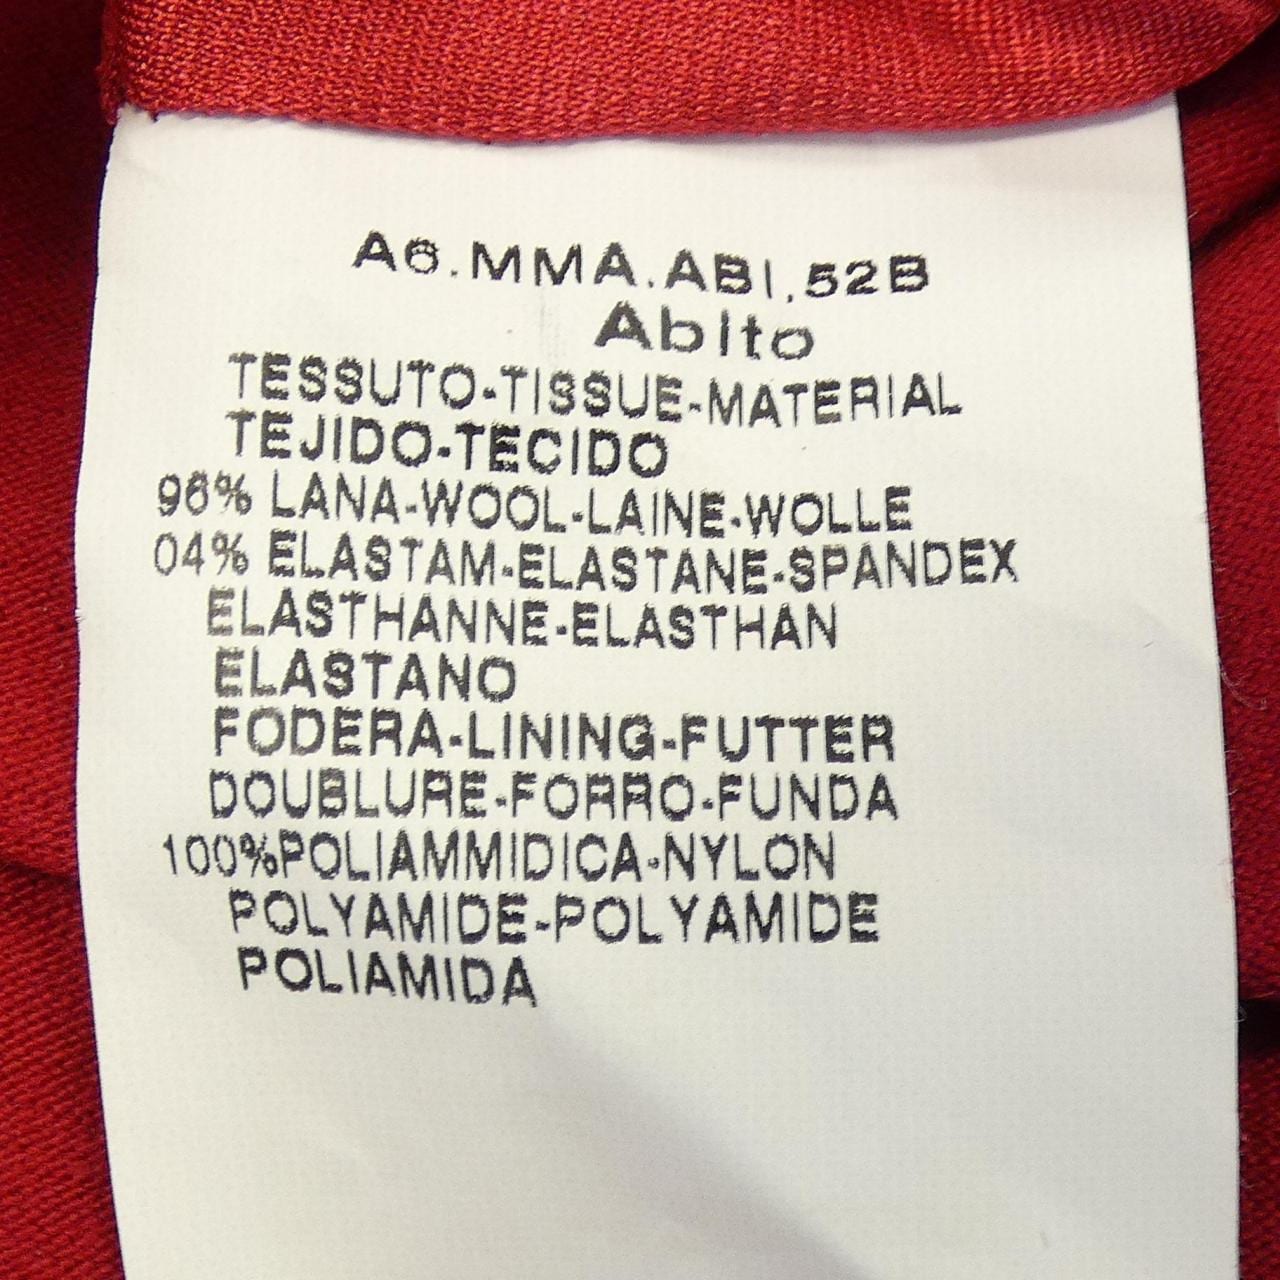 A6.MMA.ABI.52B
Abito
TESSUTO-TISSUE-MATERIAL
TEJIDO-TECIDO
96% LANA-WOOL-LAINE-WOLLE
04% ELASTAM-ELASTANE-SPANDEX
ELASTHANNE-ELASTHAN
ELASTANO
FODERA-LINING-FUTTER
DOUBLURE-FORRO-FUNDA
100%POLIAMMIDICA-NYLON
POLYAMIDE-POLYAMIDE
POLIAMIDA